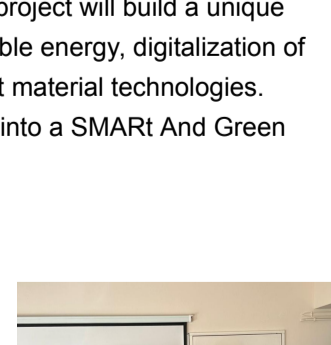 project will build a unique
ble energy, digitalization of
t material technologies.
into a SMARt And Green